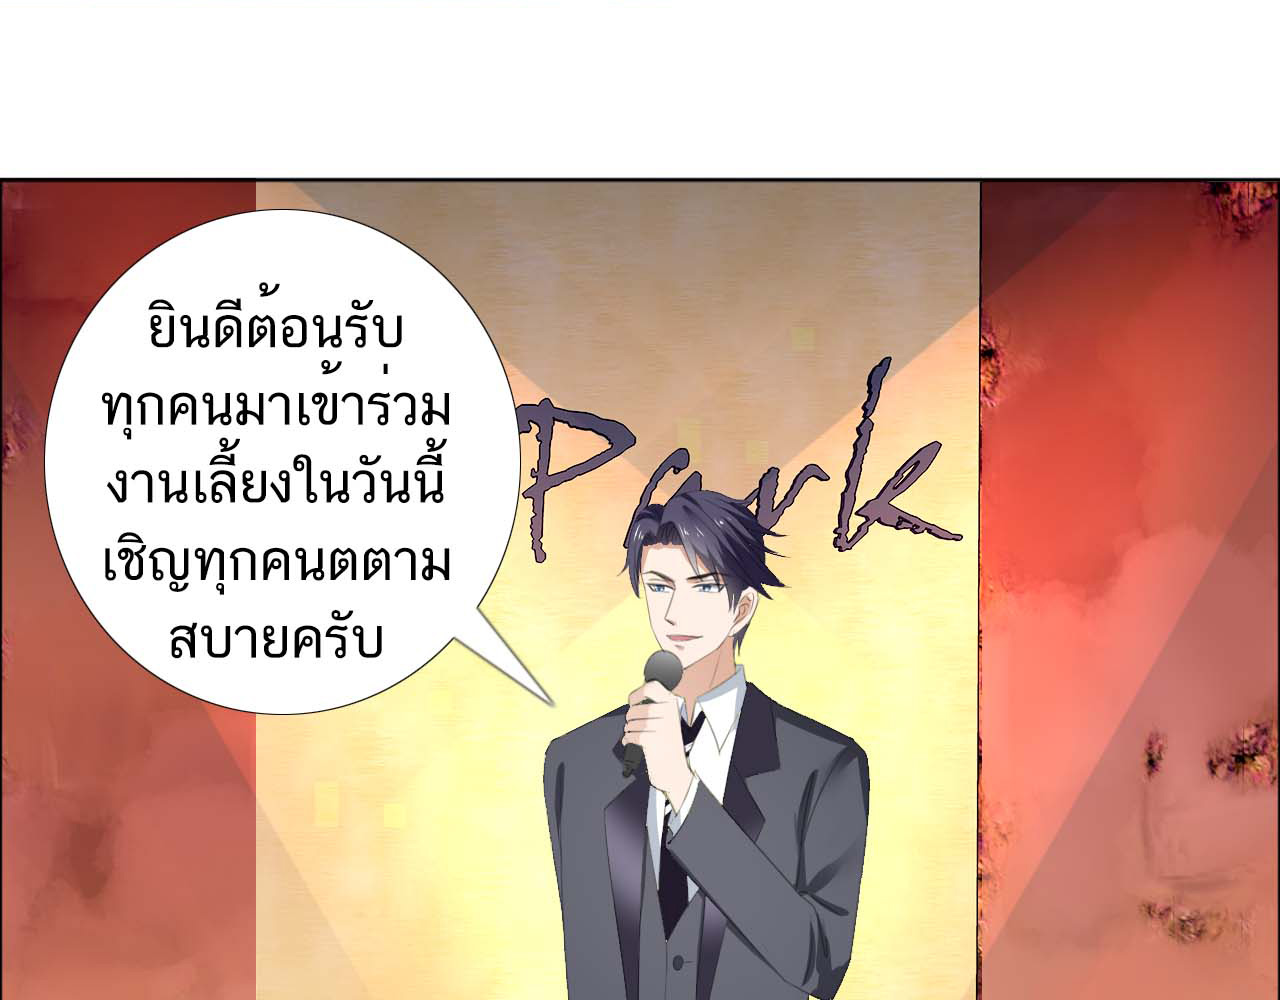 ยินดีต้อนรับ
ทุกคนมาเข้าร่วม
งานเลี้ยงในวันนี้
เชิญทุกคนตตาม
สบายครับ
Park